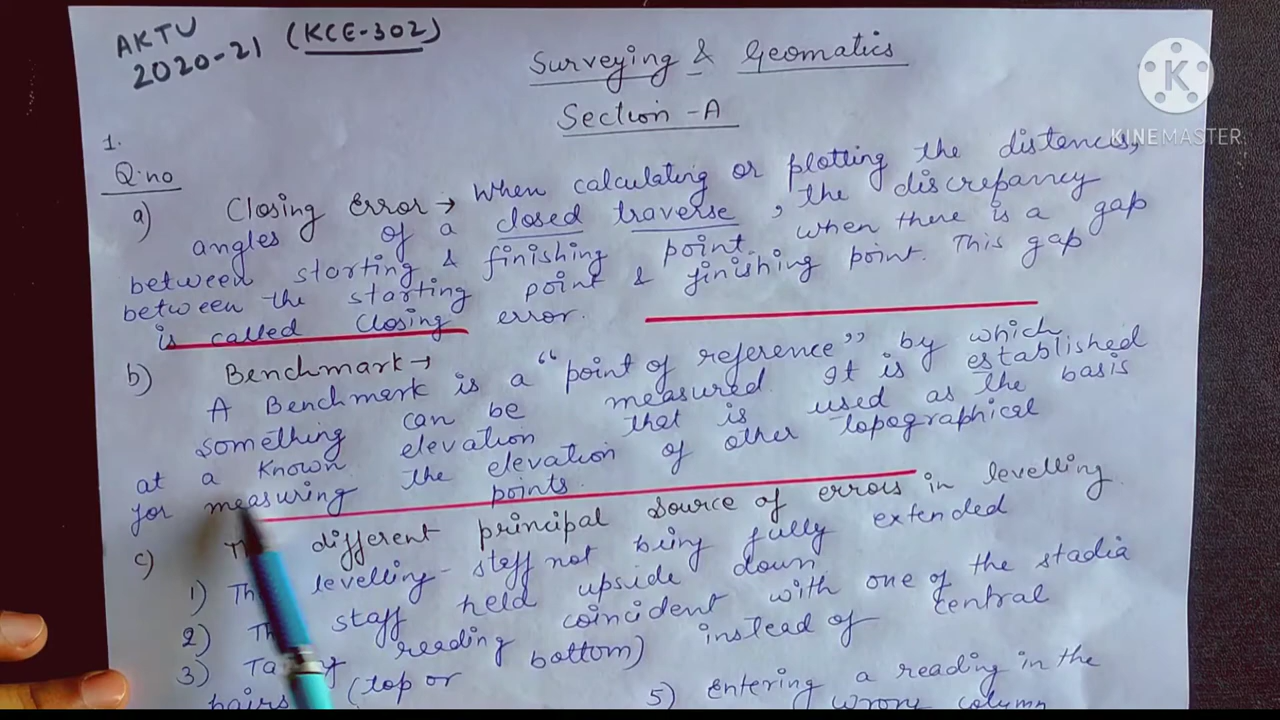 AKTU
2020-21 (KCE-302)
Surveying & Geomatics
Section -A
1.
Q.no
a) Closing Error → When calculating or plotting the distances,
angles of a closed traverse, the discrepancy
between starting & finishing point. when there is a gap
between the starting point & finishing point. This gap
is called Closing error.
b) Benchmark →
A Benchmark is a "point of reference" by which
something can be measured. It is established
at a known elevation that is used as the basis
for measuring the elevation of other topographical
points.
c) different principal source of errors in levelling
1) levelling-staff not being fully extended
2) staff held upside down
3) reading coincident with one of the stadia
hairs (top or bottom) instead of central
5) Entering a reading in the
wrong column
K
KINEMASTER